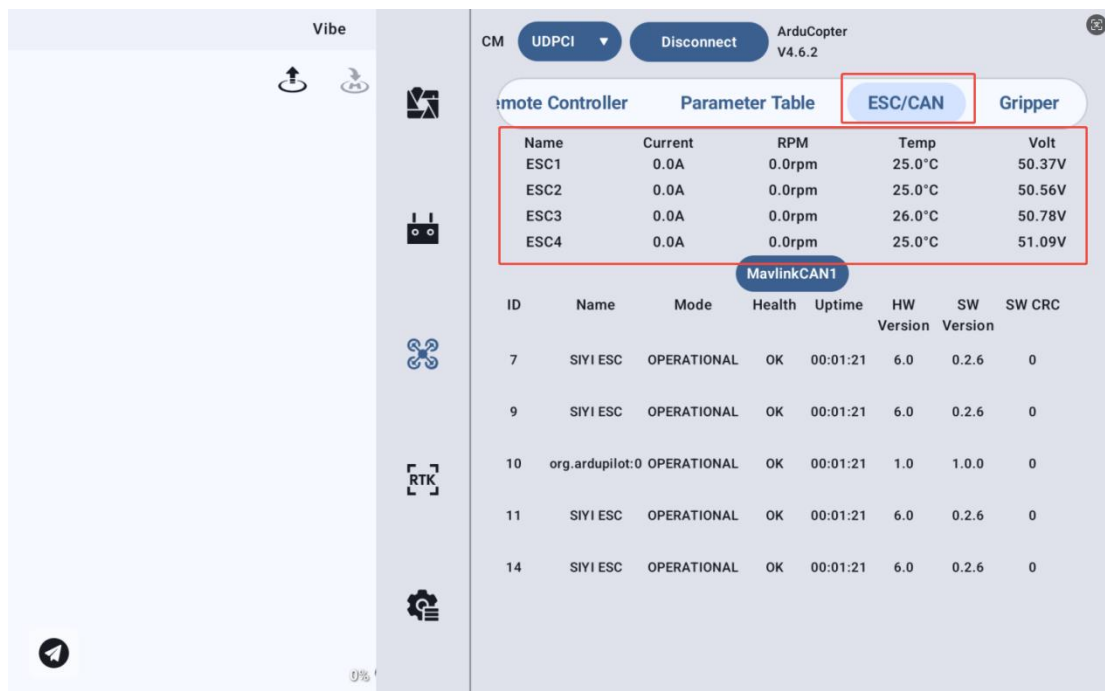 Vibe
CM UDPCI ▼ Disconnect ArduCopter
V4.6.2
emote Controller Parameter Table ESC/CAN Gripper
Name Current RPM Temp Volt
ESC1 0.0A 0.0rpm 25.0°C 50.37V
ESC2 0.0A 0.0rpm 25.0°C 50.56V
ESC3 0.0A 0.0rpm 26.0°C 50.78V
ESC4 0.0A 0.0rpm 25.0°C 51.09V
MavlinkCAN1
ID Name Mode Health Uptime HW Version SW Version SW CRC
7 SIYI ESC OPERATIONAL OK 00:01:21 6.0 0.2.6 0
9 SIYI ESC OPERATIONAL OK 00:01:21 6.0 0.2.6 0
10 org.ardupilot:0 OPERATIONAL OK 00:01:21 1.0 1.0.0 0
RTK
11 SIYI ESC OPERATIONAL OK 00:01:21 6.0 0.2.6 0
14 SIYI ESC OPERATIONAL OK 00:01:21 6.0 0.2.6 0
0%